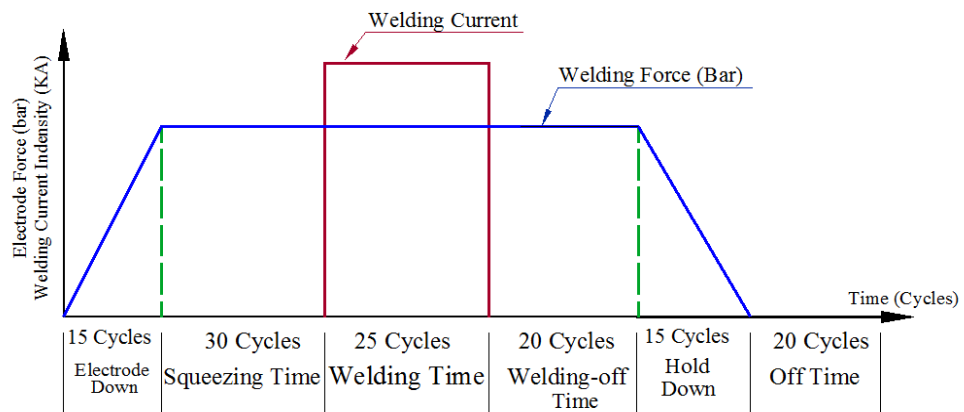 Welding Current
Welding Force (Bar)
Electrode Force (bar)
Welding Current Indensity (KA)
Time (Cycles)
15 Cycles
Electrode
Down
30 Cycles
Squeezing Time
25 Cycles
Welding Time
20 Cycles
Welding-off
Time
15 Cycles
Hold
Down
20 Cycles
Off Time